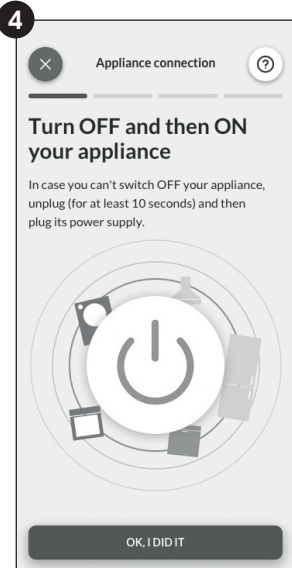 4
Appliance connection
?
Turn OFF and then ON
your appliance
In case you can't switch OFF your appliance,
unplug (for at least 10 seconds) and then
plug its power supply.
OK, I DID IT